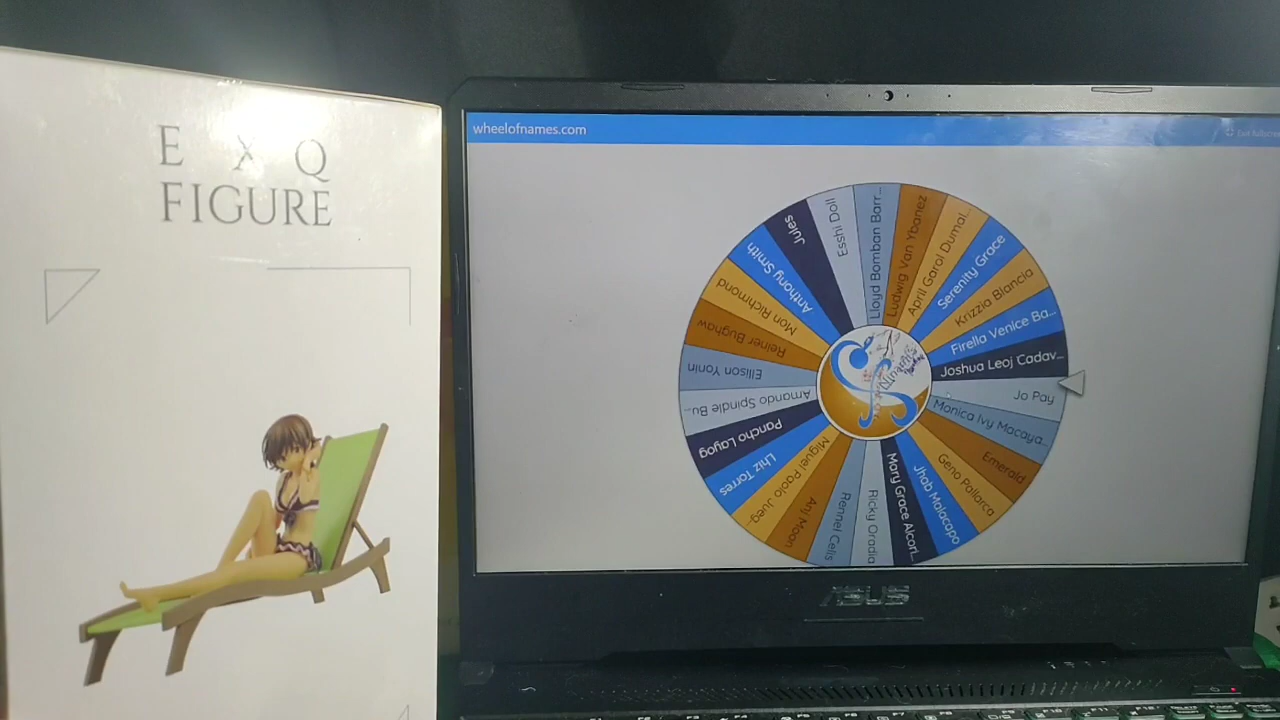 E X Q
FIGURE
wheelofnames.com
Jules
Esshi Doll
Lloyd Bomban Barr...
Ludwig Van Ybanez
April Garol Dumal...
Serenity Grace
Krizzia Biancia
Firella Venice Ba...
Joshua Leoj Cadav...
Jo Pay
Monica Ivy Macaya...
Emerald
Geno Pallarca
Jhab Malacapo
Mary Grace Alcori...
Ricky Oradia
Rennel Celis
Anj Moon
Miguel Paolo Jueg...
Lhiz Torres
Pancho Layog
Amando Spindle Bu...
Ellison Yonin
Reiner Bughaw
Mon Richmond
Anthony Smith
ASUS